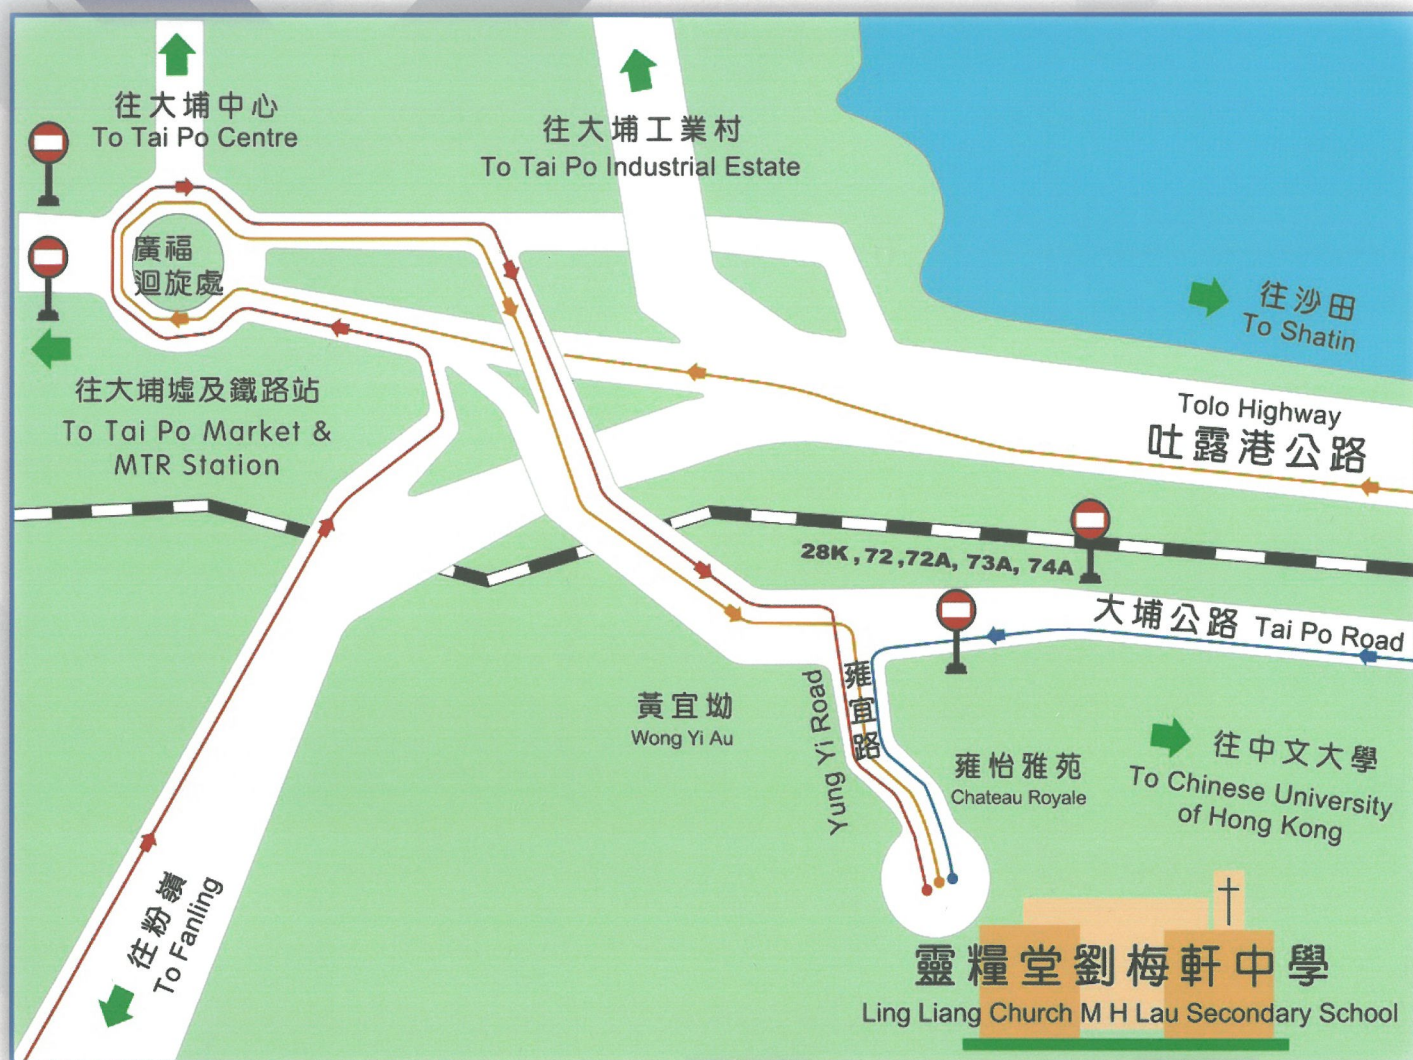 往大埔中心
To Tai Po Centre
往大埔工業村
To Tai Po Industrial Estate
廣福
迴旋處
往沙田
To Shatin
往大埔墟及鐵路站
To Tai Po Market &
MTR Station
Tolo Highway
吐露港公路
28K , 72 ,72A, 73A, 74A
大埔公路 Tai Po Road
黃宜坳
Wong Yi Au
Yung Yi Road
雍宜路
雍怡雅苑
Chateau Royale
往中文大學
To Chinese University
of Hong Kong
往粉嶺
To Fanling
靈糧堂劉梅軒中學
Ling Liang Church M H Lau Secondary School